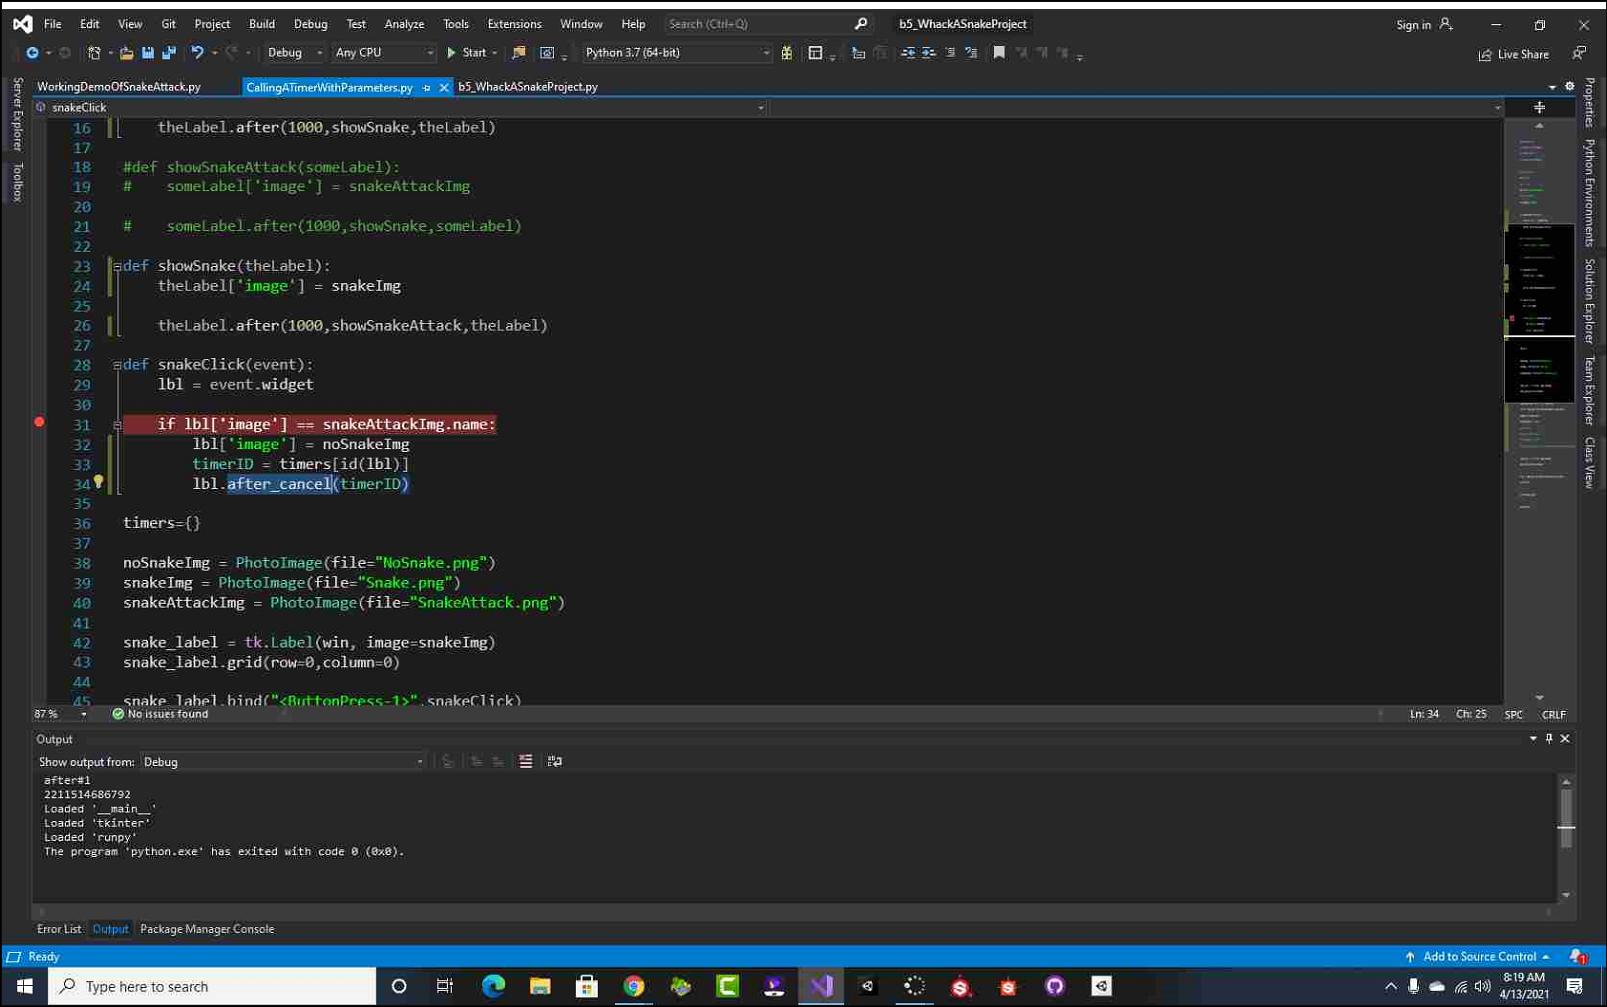 File Edit View Git Project Build Debug Test Analyze Tools Extensions Window Help Search (Ctrl+Q) b5_WhackASnakeProject Sign in
Debug Any CPU Start Python 3.7 (64-bit) Live Share
WorkingDemoOfSnakeAttack.py CallingATimerWithParameters.py b5_WhackASnakeProject.py
Server Explorer
Toolbox
Properties
Python Environments
Solution Explorer
Team Explorer
Class View
snakeClick
16 theLabel.after(1000,showSnake,theLabel)
17
18 #def showSnakeAttack(someLabel):
19 # someLabel['image'] = snakeAttackImg
20
21 # someLabel.after(1000,showSnake,someLabel)
22
23 def showSnake(theLabel):
24 theLabel['image'] = snakeImg
25
26 theLabel.after(1000,showSnakeAttack,theLabel)
27
28 def snakeClick(event):
29 lbl = event.widget
30
31 if lbl['image'] == snakeAttackImg.name:
32 lbl['image'] = noSnakeImg
33 timerID = timers[id(lbl)]
34 lbl.after_cancel(timerID)
35
36 timers={}
37
38 noSnakeImg = PhotoImage(file="NoSnake.png")
39 snakeImg = PhotoImage(file="Snake.png")
40 snakeAttackImg = PhotoImage(file="SnakeAttack.png")
41
42 snake_label = tk.Label(win, image=snakeImg)
43 snake_label.grid(row=0,column=0)
44
45 snake_label.bind("<ButtonPress-1>",snakeClick)
87 % No issues found Ln: 34 Ch: 25 SPC CRLF
Output
Show output from: Debug
after#1
2211514686792
Loaded '__main__'
Loaded 'tkinter'
Loaded 'runpy'
The program 'python.exe' has exited with code 0 (0x0).
Error List Output Package Manager Console
Ready Add to Source Control 1
Type here to search 8:19 AM
4/13/2021